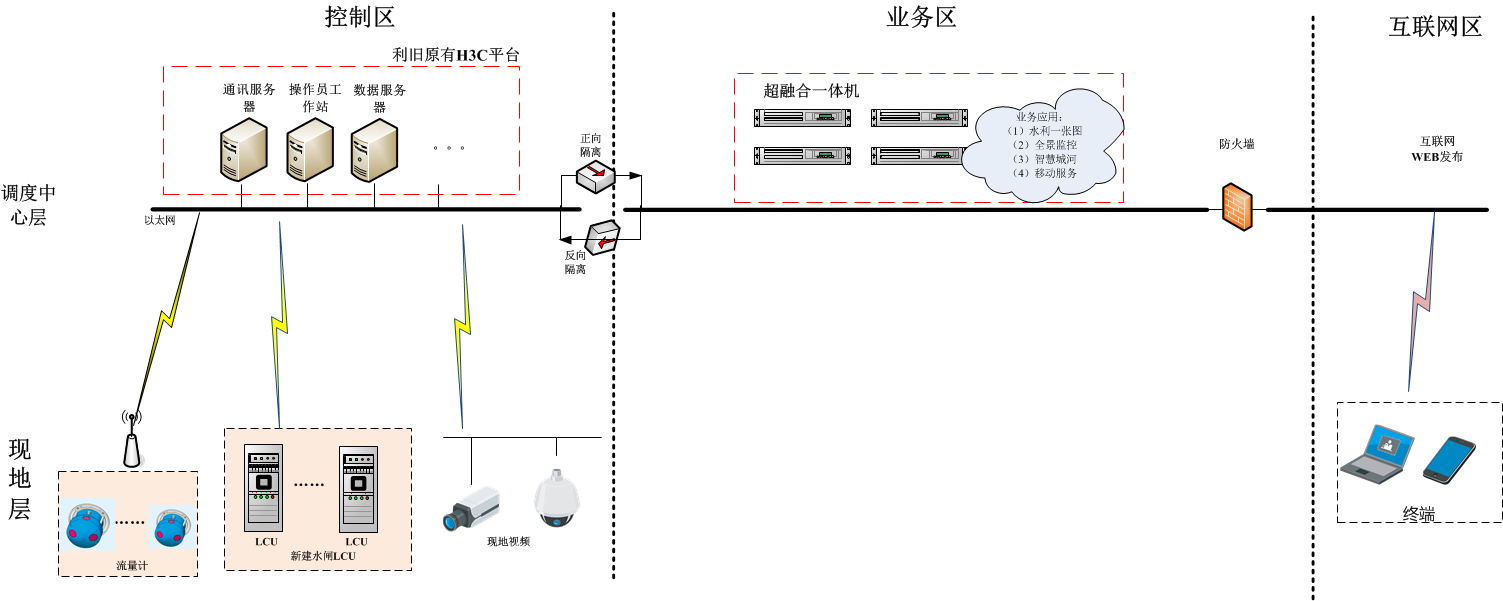 控制区
业务区
互联网区
利旧原有H3C平台
通讯服务
器
操作员工
作站
数据服务
器
。。。
超融合一体机
业务应用：
（1）水利一张图
（2）全景监控
（3）智慧城河
（4）移动服务
正向
隔离
防火墙
互联网
WEB发布
调度中
心层
以太网
反向
隔离
现
地
层
......
流量计
......
LCU
LCU
新建水闸LCU
现地视频
终端